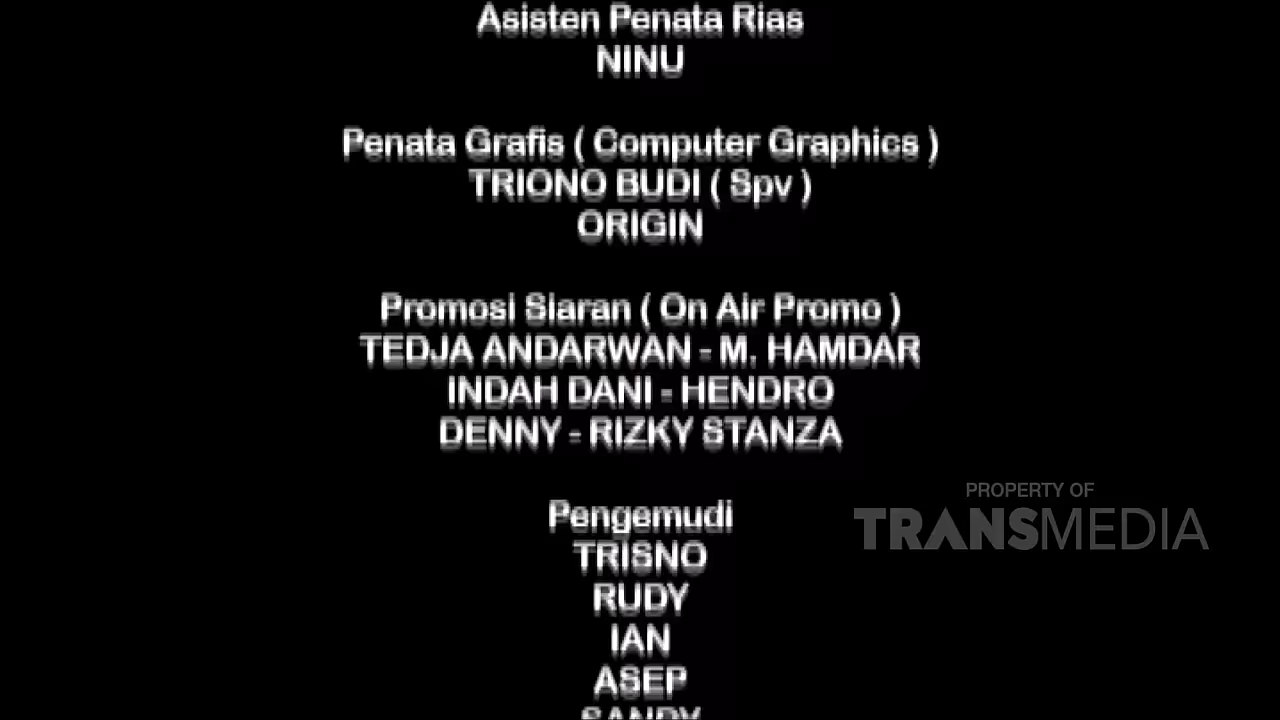 Asisten Penata Rias
NINU
Penata Grafis ( Computer Graphics )
TRIONO BUDI ( Spv )
ORIGIN
Promosi Siaran ( On Air Promo )
TEDJA ANDARWAN - M. HAMDAR
INDAH DANI - HENDRO
DENNY - RIZKY STANZA
PROPERTY OF
TRANSMEDIA
Pengemudi
TRISNO
RUDY
IAN
ASEP